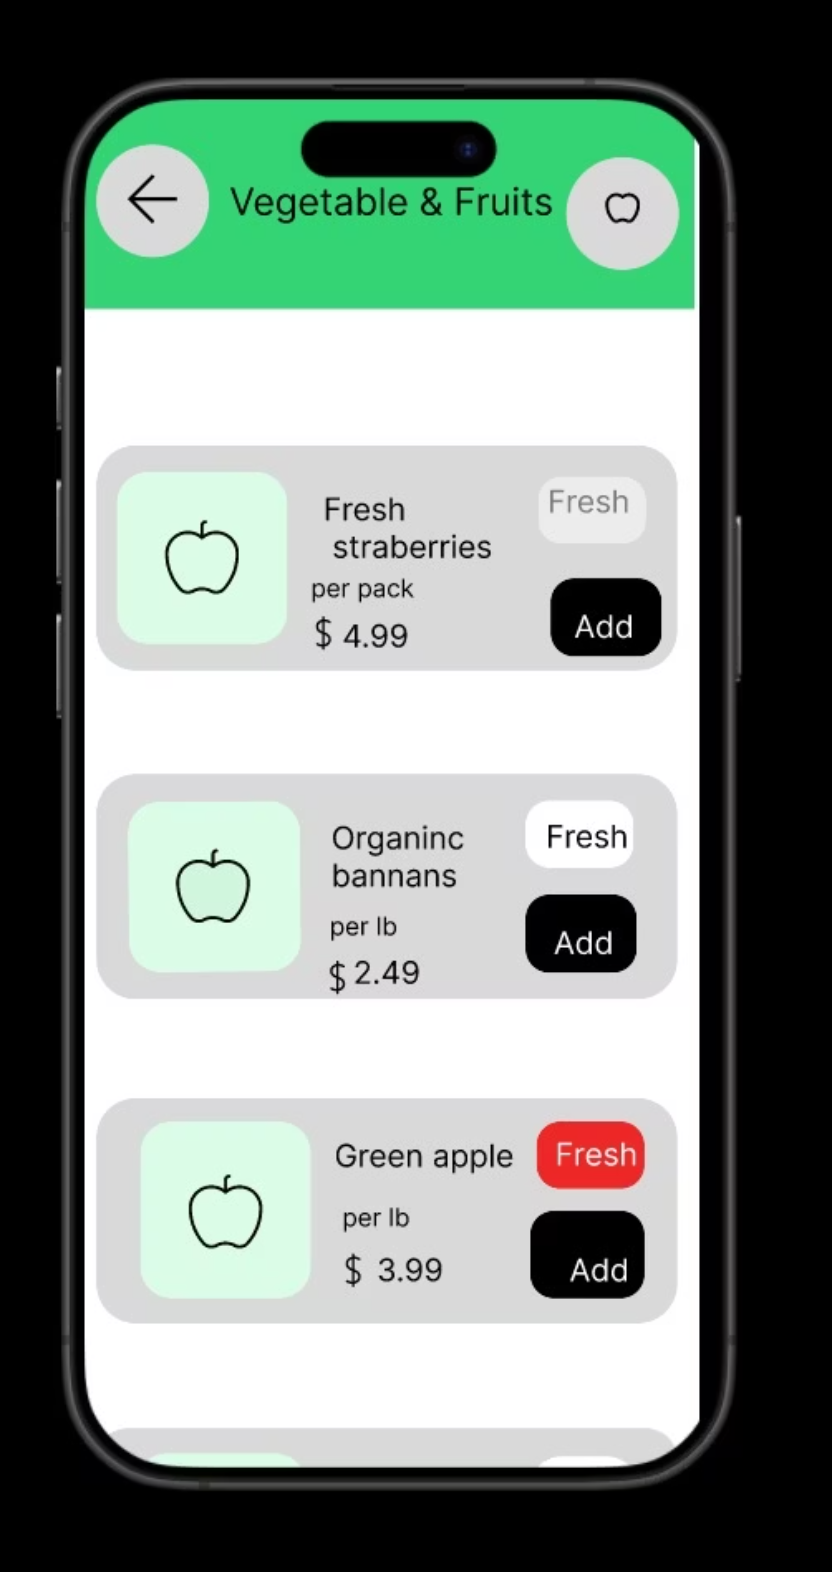 Vegetable & Fruits
Fresh
straberries
per pack
$ 4.99
Fresh
Add
Organinc
bannans
per lb
$ 2.49
Fresh
Add
Green apple
per lb
$ 3.99
Fresh
Add